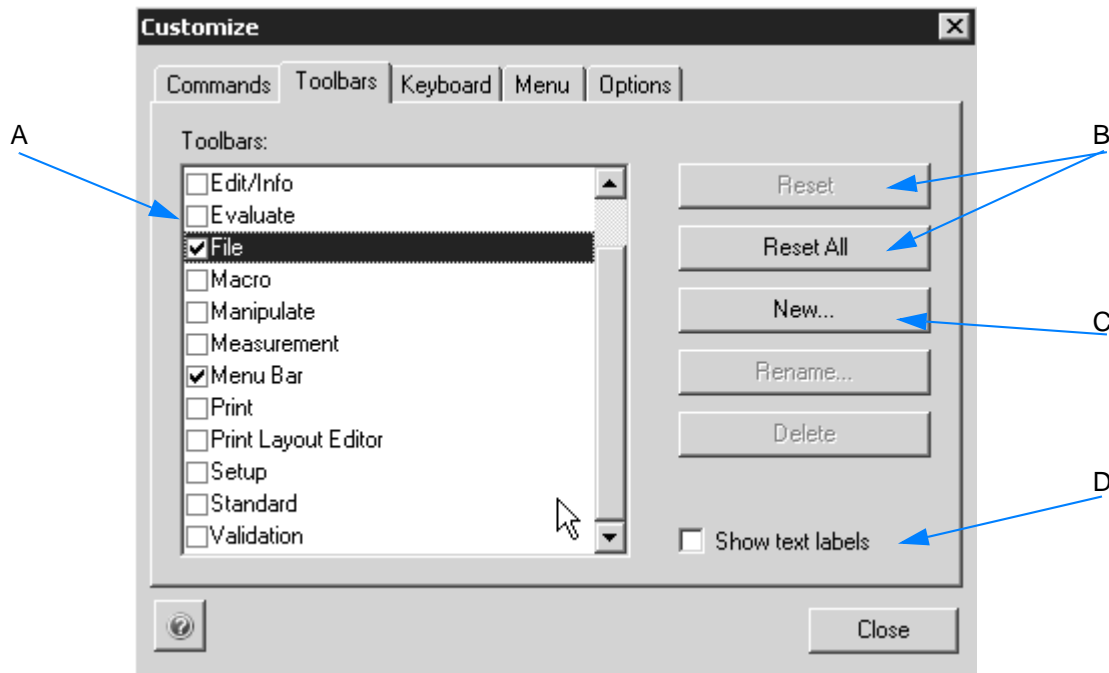 Customize
Commands Toolbars Keyboard Menu Options
A
Toolbars:
B
Edit/Info
Evaluate
File
Macro
Manipulate
Measurement
Menu Bar
Print
Print Layout Editor
Setup
Standard
Validation
Reset
Reset All
New...
C
Rename...
Delete
D
Show text labels
Close